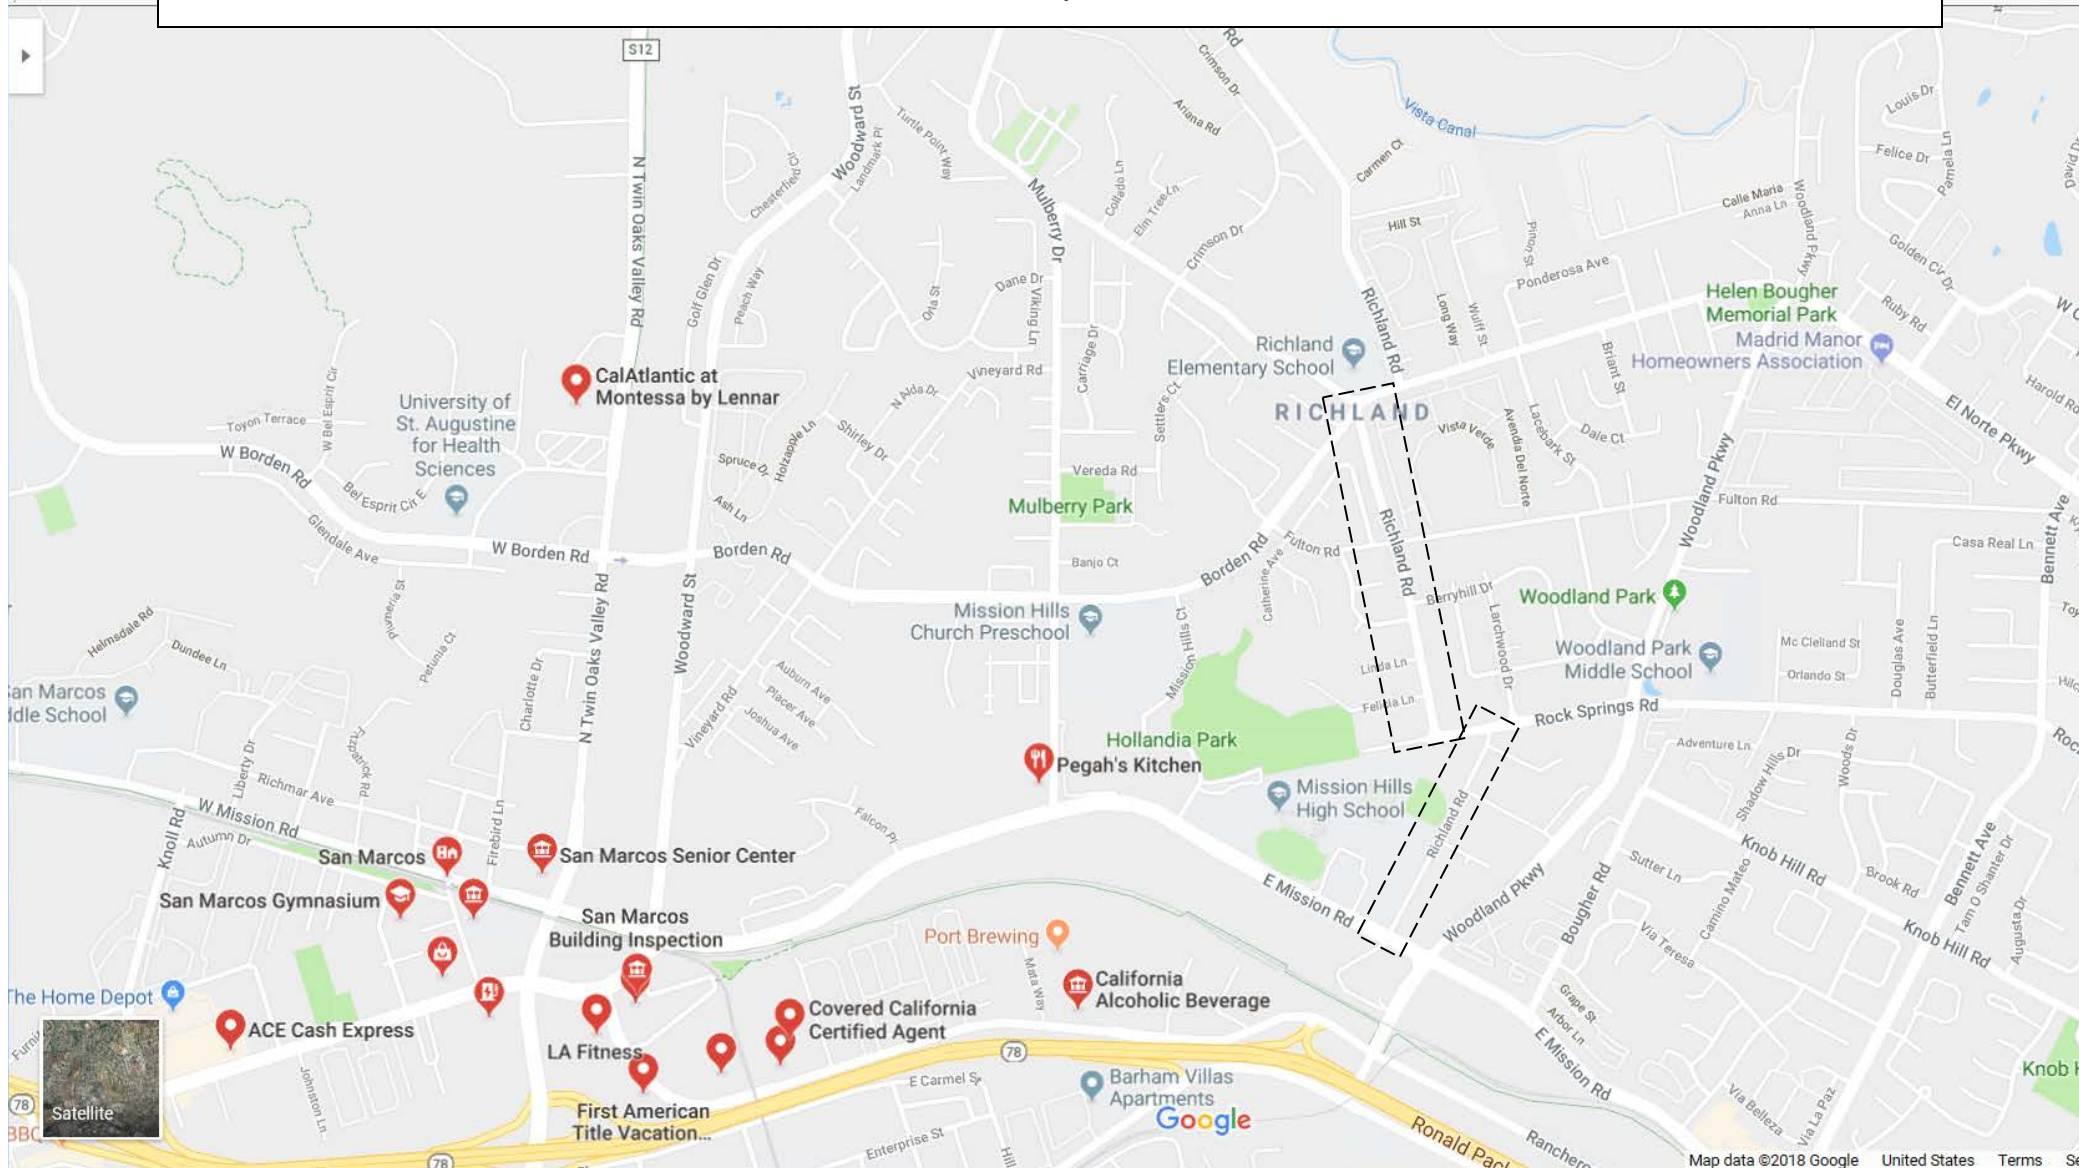 S12
N Twin Oaks Valley Rd
Woodward St
Landmark Pl
Chesterfield Cir
Turtle Point Way
Mulberry Dr
Collado Ln
Elm Tree Ln
Crimson Dr
Ariana Rd
Crimson Dr
Rd
Vista Canal
Carmen Ct
Hill St
Long Way
Wulff St
Pinon St
Ponderosa Ave
Calle Maria
Anna Ln
Woodland Pkwy
Louis Dr
Felice Dr
Pamela Ln
David D
Golden Cir Dr
Ruby Rd
Harold Rd
El Norte Pkwy
Helen Bougher
Memorial Park
Madrid Manor
Homeowners Association
Briant St
Richland Rd
Richland
Elementary School
RICHLAND
Vista Verde
Avendia Del Norte
Lacebark St
Dale Ct
Woodland Pkwy
Fulton Rd
Bennett Ave
Casa Real Ln
Golf Glen Dr
Peach Way
Orla St
Dane Dr
Viking Ln
Carriage Dr
Vineyard Rd
N Alda Dr
Settlers Ct
CalAtlantic at
Montessa by Lennar
University of
St. Augustine
for Health
Sciences
Toyon Terrace
W Bel Esprit Cir
W Borden Rd
Bel Esprit Cir E
Glendale Ave
W Borden Rd
Borden Rd
Spruce Dr
Holzapple Ln
Shirley Dr
Ash Ln
Vereda Rd
Mulberry Park
Banjo Ct
Borden Rd
Fulton Rd
Catherine Ave
Richland Rd
Berryhill Dr
Larchwood Dr
Woodland Park
Woodland Park
Middle School
Mc Clelland St
Orlando St
Douglas Ave
Butterfield Ln
Plumeria St
Petunia Ct
Helmsdale Rd
Dundee Ln
San Marcos
ddle School
Charlotte Dr
N Twin Oaks Valley Rd
Woodward St
Vineyard Rd
Auburn Ave
Placer Ave
Joshua Ave
Mission Hills
Church Preschool
Mission Hills Ct
Linda Ln
Felicia Ln
Rock Springs Rd
Hollandia Park
Pegah's Kitchen
Mission Hills
High School
Richland Rd
Adventure Ln
Shadow Hills Dr
Woods Dr
Knob Hill Rd
Brook Rd
Bennett Ave
Tam O Shanter Dr
Augusta Dr
Knob Hill Rd
Liberty Dr
Fitzpatrick Rd
Richmar Ave
Firebird Ln
W Mission Rd
Knoll Rd
Autumn Dr
San Marcos
San Marcos Senior Center
San Marcos Gymnasium
San Marcos
Building Inspection
Falcon Pl
E Mission Rd
Woodland Pkwy
Bougher Rd
Sutter Ln
Camino Mateo
Via Teresa
Port Brewing
Mata Way
California
Alcoholic Beverage
Covered California
Certified Agent
The Home Depot
ACE Cash Express
LA Fitness
First American
Title Vacation...
Johnston Ln
Satellite
78
78
78
E Carmel St
Barham Villas
Apartments
Google
Enterprise St
Grape St
Arbor Ln
E Mission Rd
Via Belleza
Via La Paz
Knob H
Ronald Pac
Ranchero
Map data ©2018 Google United States Terms Se